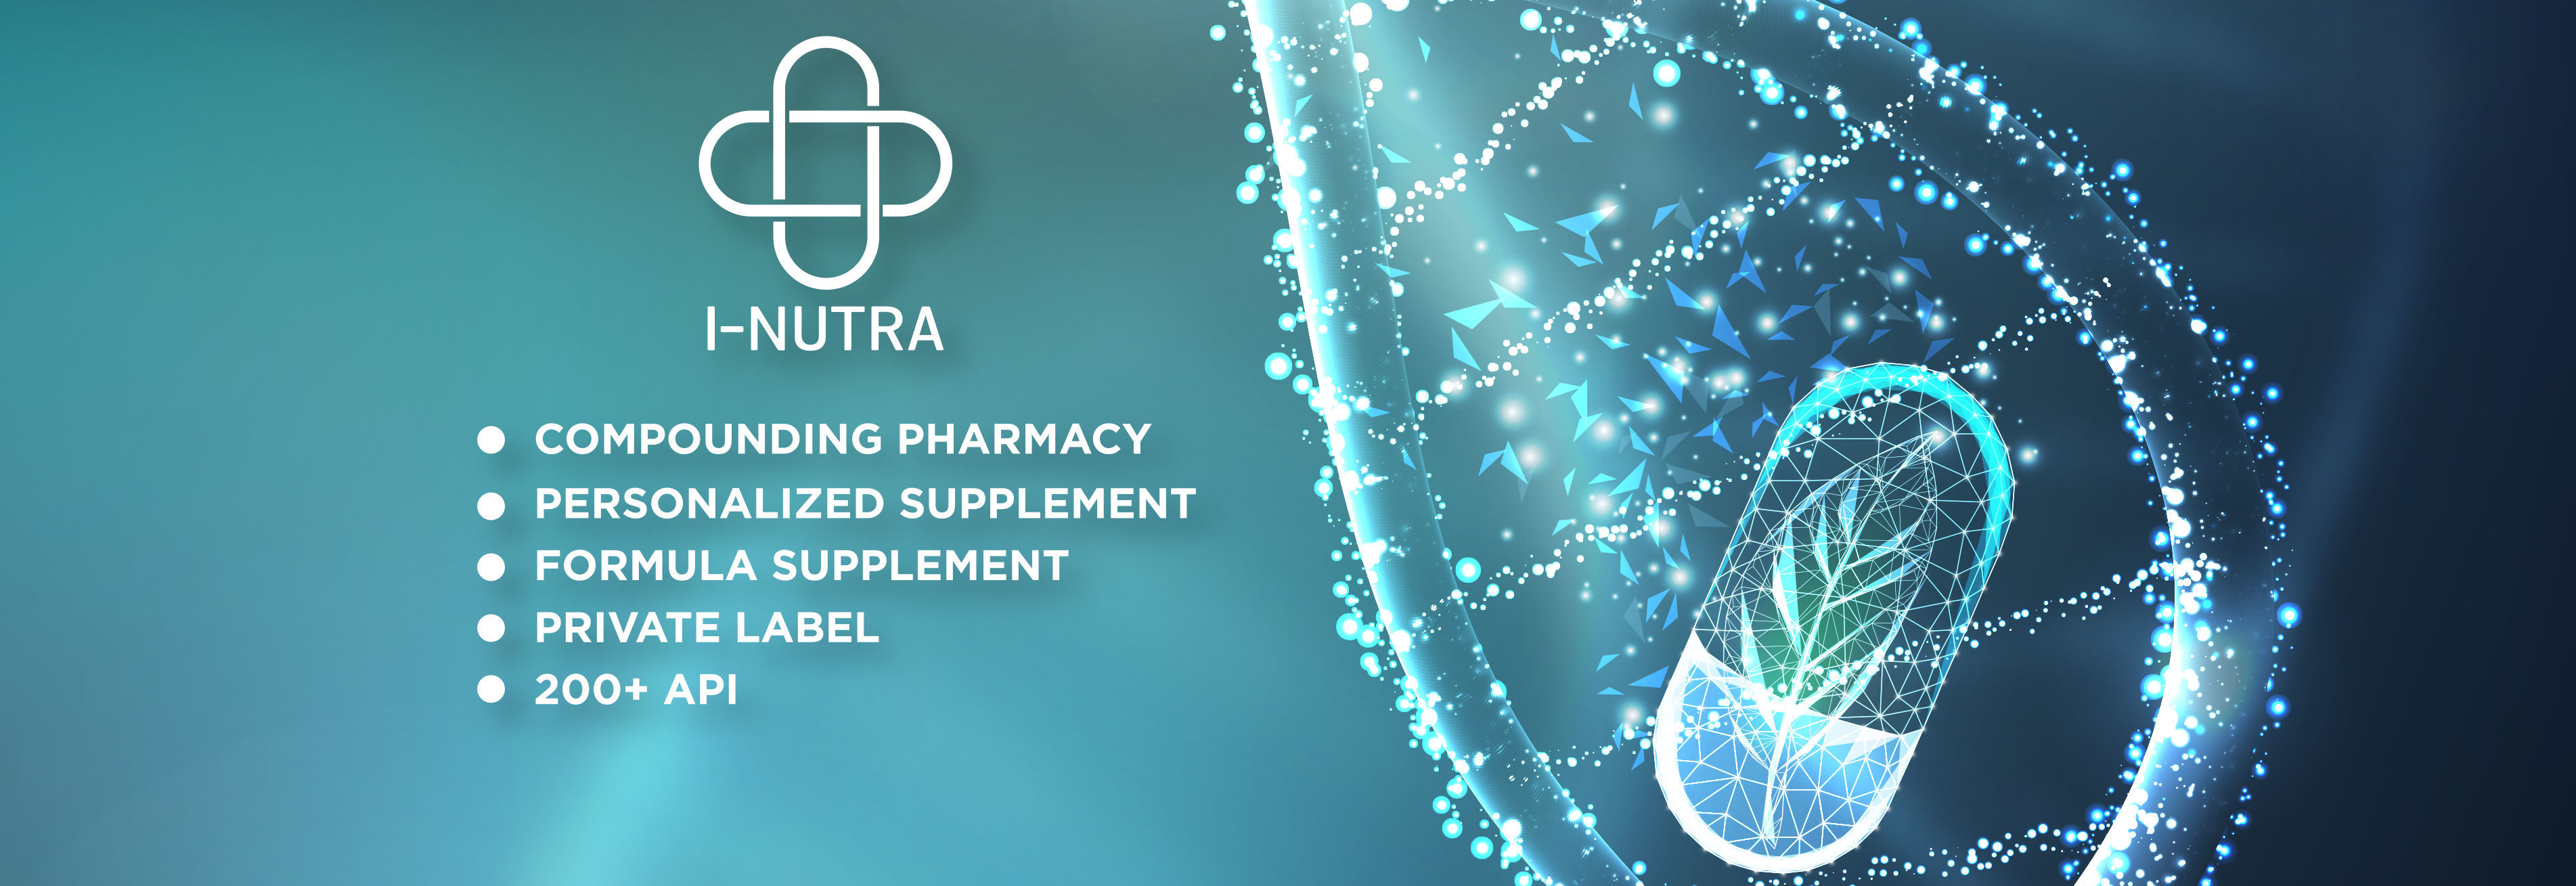 I-NUTRA
COMPOUNDING PHARMACY
PERSONALIZED SUPPLEMENT
FORMULA SUPPLEMENT
PRIVATE LABEL
200+ API